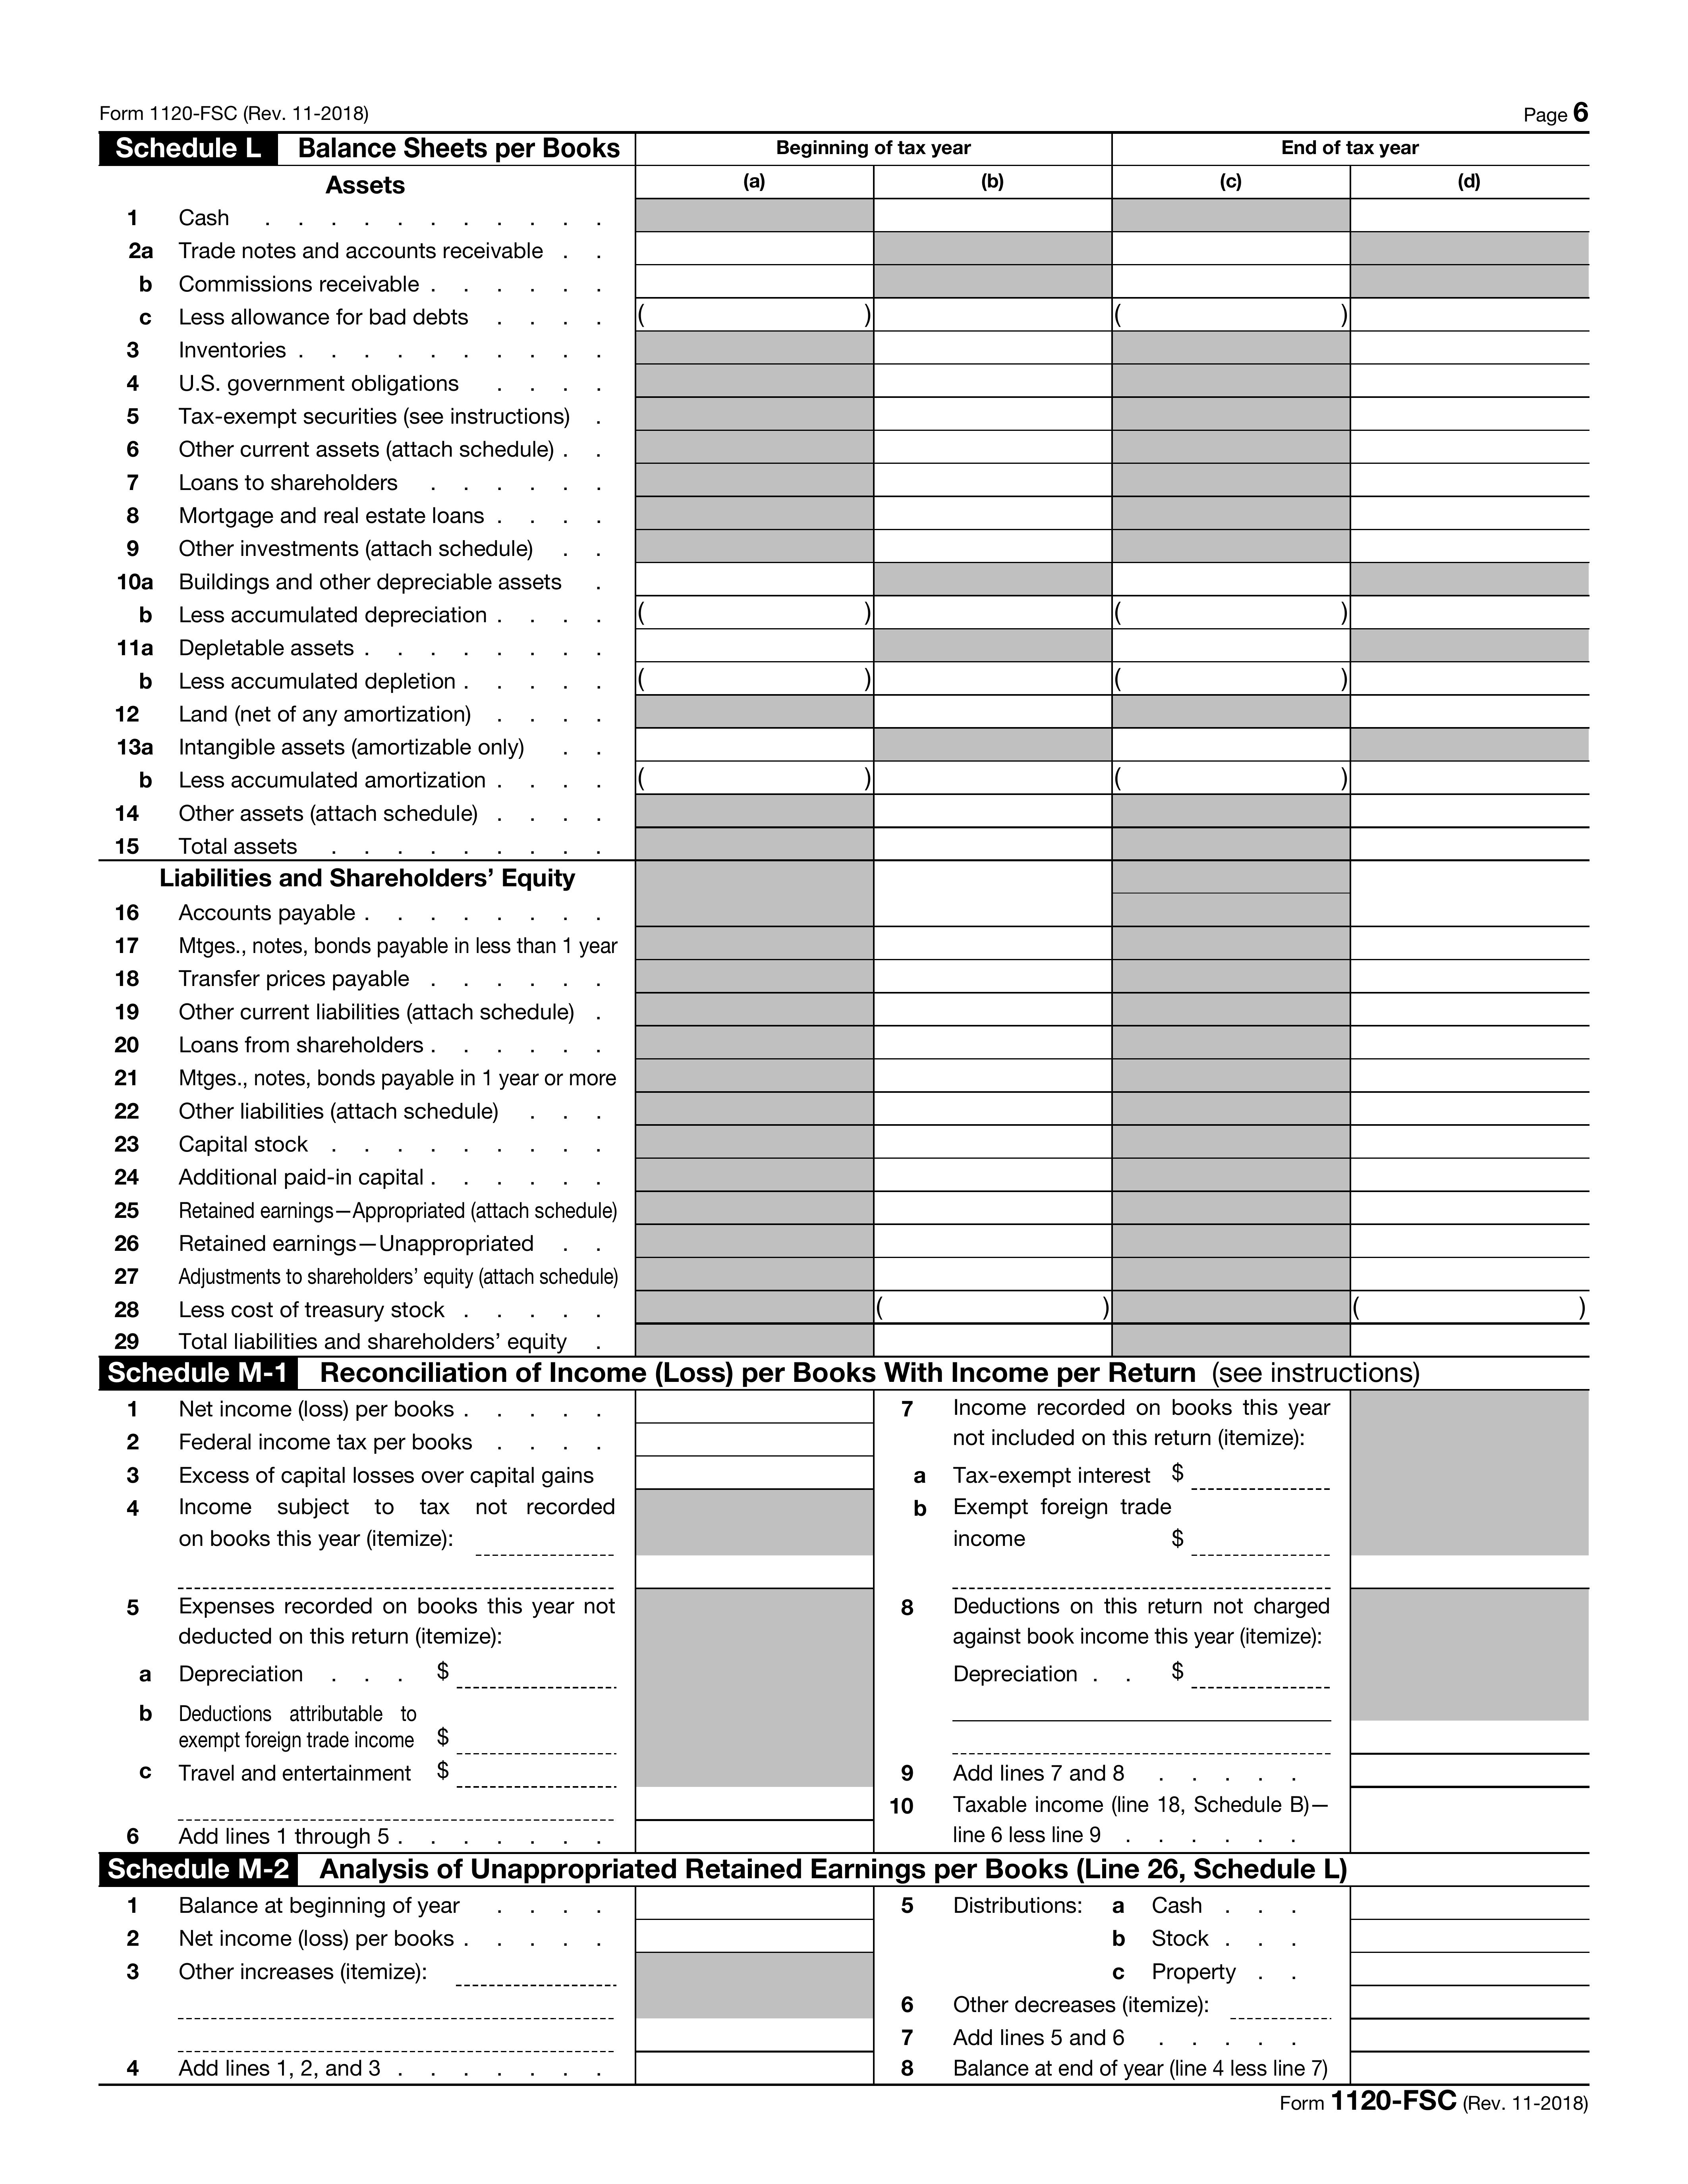 Form 1120-FSC (Rev. 11-2018) Page 6
Schedule L Balance Sheets per Books Beginning of tax year End of tax year
Assets (a) (b) (c) (d)
1 Cash . . . . . . . . . . .
2a Trade notes and accounts receivable . .
b Commissions receivable . . . . . .
c Less allowance for bad debts . . . . ( ) ( )
3 Inventories . . . . . . . . . .
4 U.S. government obligations . . . .
5 Tax-exempt securities (see instructions) .
6 Other current assets (attach schedule) . .
7 Loans to shareholders . . . . . .
8 Mortgage and real estate loans . . . .
9 Other investments (attach schedule) . .
10a Buildings and other depreciable assets .
b Less accumulated depreciation . . . . ( ) ( )
11a Depletable assets . . . . . . . .
b Less accumulated depletion . . . . . ( ) ( )
12 Land (net of any amortization) . . . .
13a Intangible assets (amortizable only) . .
b Less accumulated amortization . . . . ( ) ( )
14 Other assets (attach schedule) . . . .
15 Total assets . . . . . . . . .
Liabilities and Shareholders’ Equity
16 Accounts payable . . . . . . . .
17 Mtges., notes, bonds payable in less than 1 year
18 Transfer prices payable . . . . . .
19 Other current liabilities (attach schedule) .
20 Loans from shareholders . . . . . .
21 Mtges., notes, bonds payable in 1 year or more
22 Other liabilities (attach schedule) . . .
23 Capital stock . . . . . . . . .
24 Additional paid-in capital . . . . . .
25 Retained earnings—Appropriated (attach schedule)
26 Retained earnings—Unappropriated . .
27 Adjustments to shareholders’ equity (attach schedule)
28 Less cost of treasury stock . . . . . ( ) ( )
29 Total liabilities and shareholders’ equity .
Schedule M-1 Reconciliation of Income (Loss) per Books With Income per Return (see instructions)
1 Net income (loss) per books . . . . .
2 Federal income tax per books . . . .
3 Excess of capital losses over capital gains
4 Income subject to tax not recorded
on books this year (itemize):
5 Expenses recorded on books this year not
deducted on this return (itemize):
a Depreciation . . . $
b Deductions attributable to
exempt foreign trade income $
c Travel and entertainment $
6 Add lines 1 through 5 . . . . . . .
7 Income recorded on books this year
not included on this return (itemize):
a Tax-exempt interest $
b Exempt foreign trade
income $
8 Deductions on this return not charged
against book income this year (itemize):
Depreciation . . $
9 Add lines 7 and 8 . . . . .
10 Taxable income (line 18, Schedule B)—
line 6 less line 9 . . . . . .
Schedule M-2 Analysis of Unappropriated Retained Earnings per Books (Line 26, Schedule L)
1 Balance at beginning of year . . . .
2 Net income (loss) per books . . . . .
3 Other increases (itemize):
4 Add lines 1, 2, and 3 . . . . . . .
5 Distributions: a Cash . . .
b Stock . . .
c Property . .
6 Other decreases (itemize):
7 Add lines 5 and 6 . . . . .
8 Balance at end of year (line 4 less line 7)
Form 1120-FSC (Rev. 11-2018)